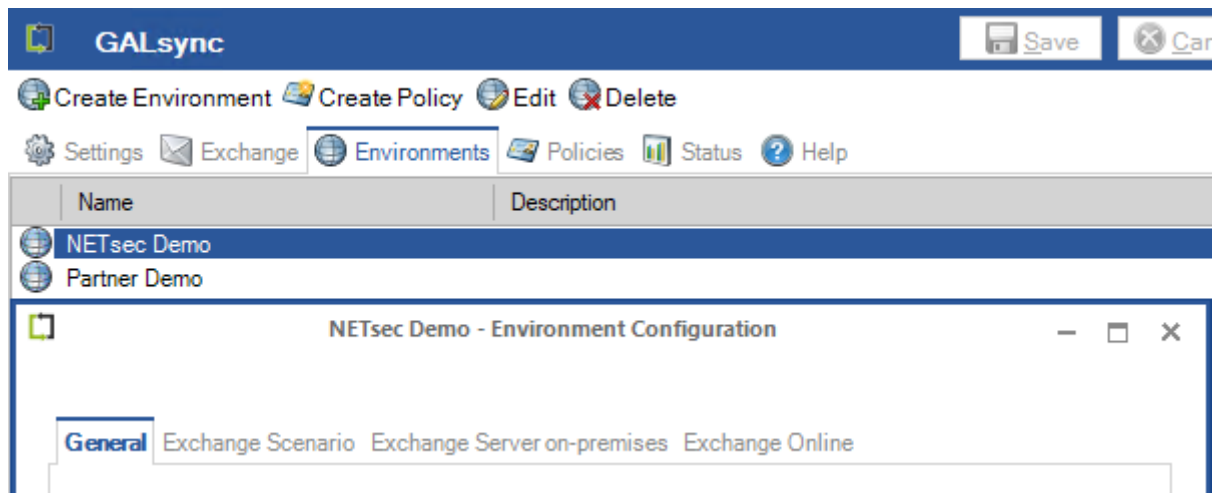 GALsync Save
Create Environment Create Policy Edit Delete
Settings Exchange Environments Policies Status Help
Name Description
NETsec Demo
Partner Demo
NETsec Demo - Environment Configuration
General Exchange Scenario Exchange Server on-premises Exchange Online